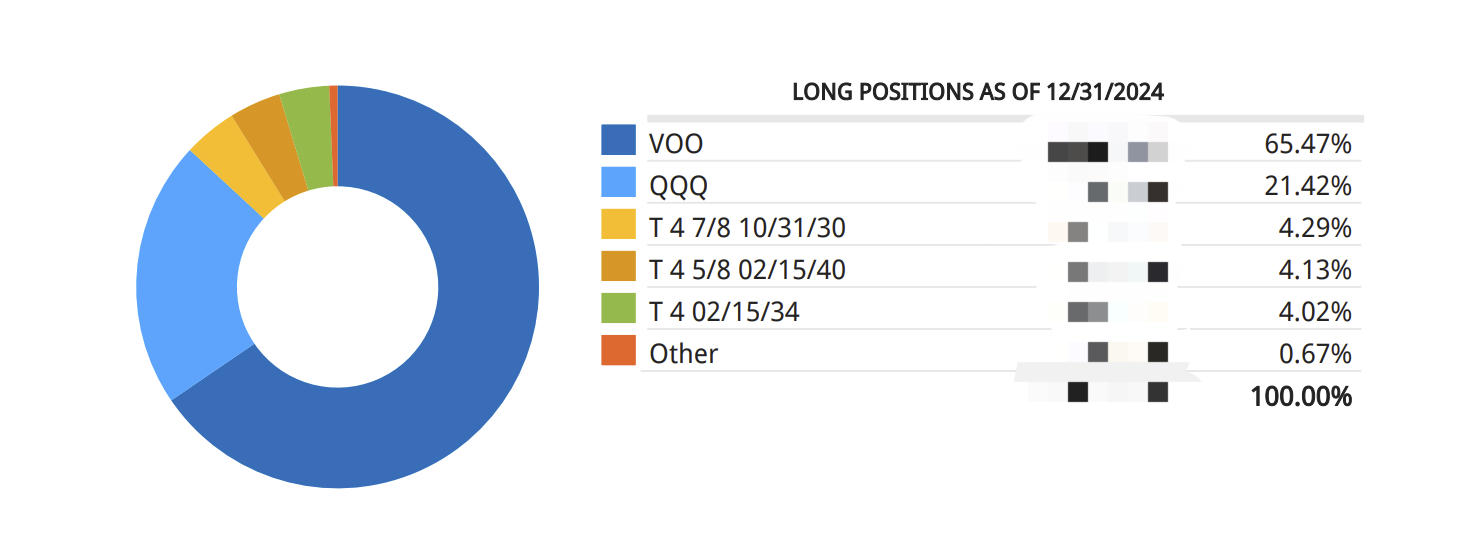 LONG POSITIONS AS OF 12/31/2024
VOO 65.47%
QQQ 21.42%
T 4 7/8 10/31/30 4.29%
T 4 5/8 02/15/40 4.13%
T 4 02/15/34 4.02%
Other 0.67%
100.00%